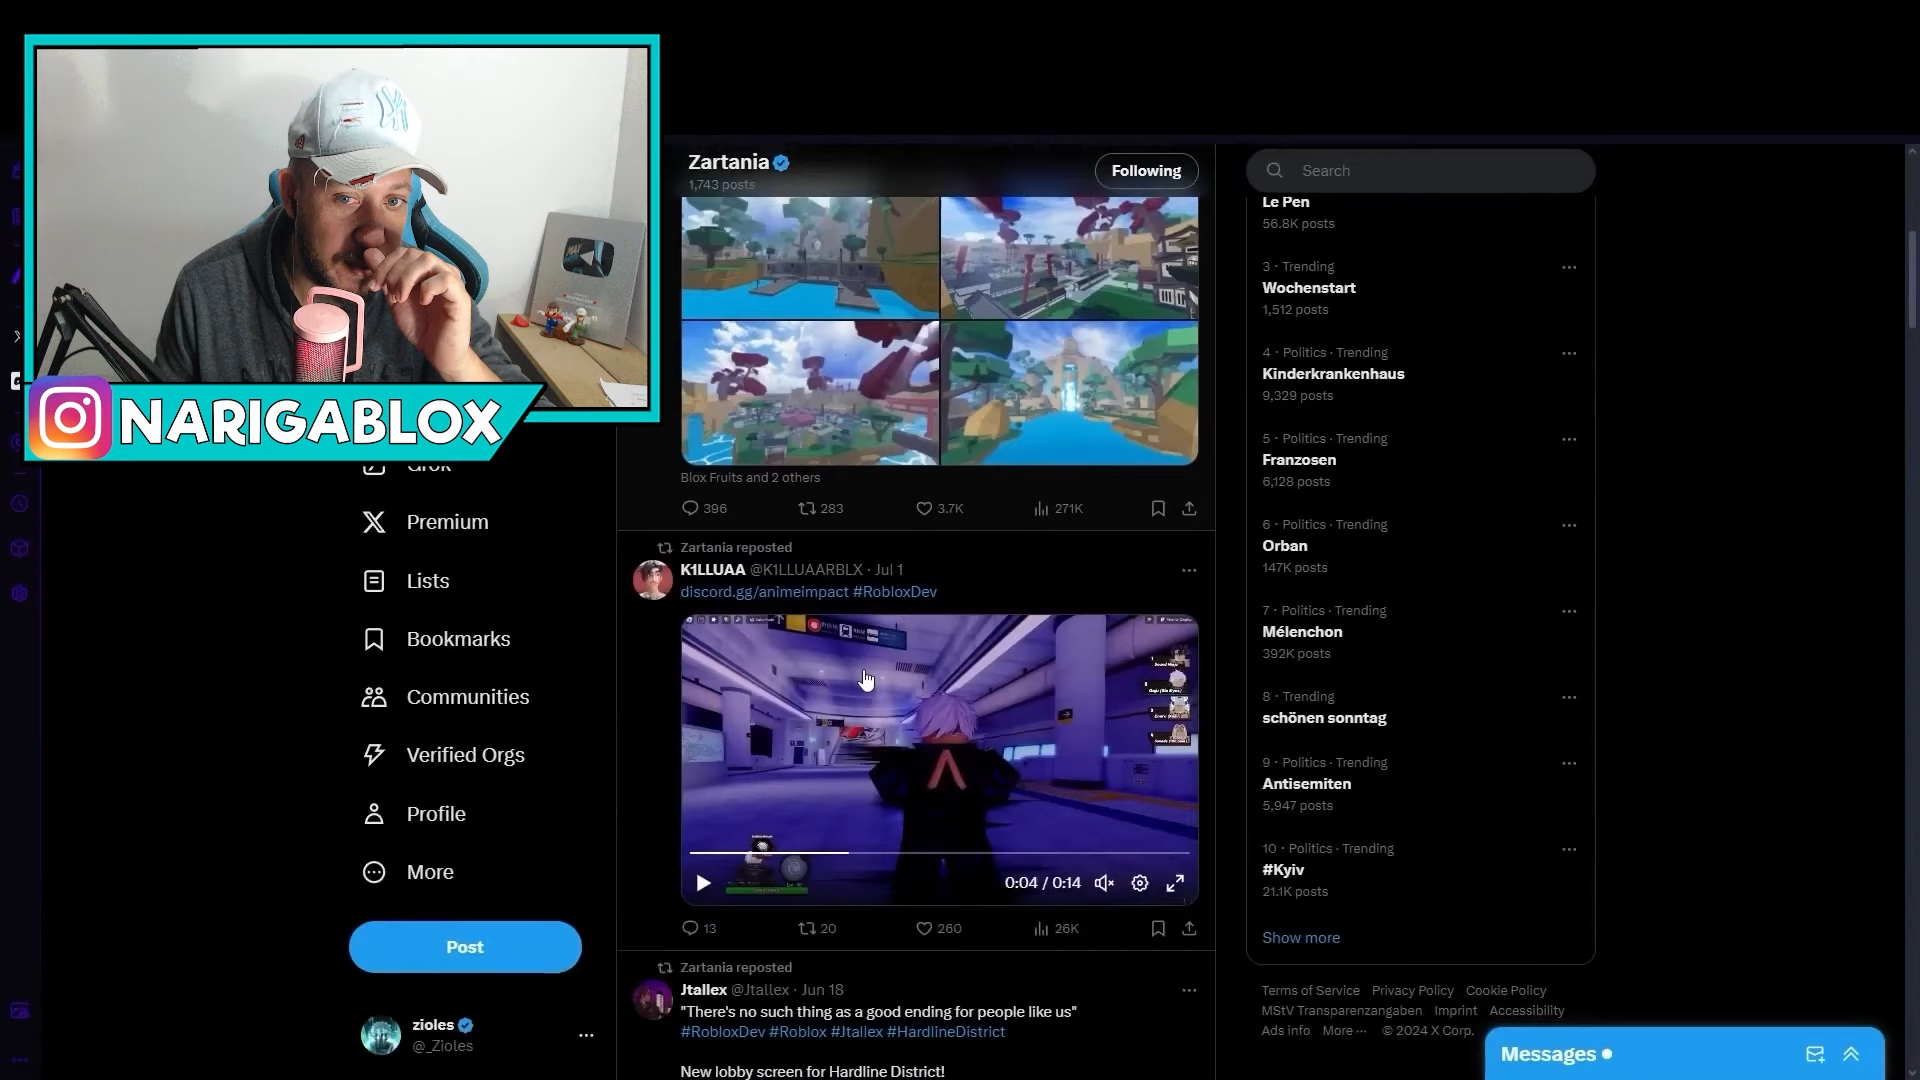 NARIGABLOX
Premium
Lists
Bookmarks
Communities
Verified Orgs
Profile
More
Post
zioles
@_Zioles
Zartania
1,743 posts
Following
Blox Fruits and 2 others
396
283
3.7K
271K
Zartania reposted
K1LLUAA @K1LLUAARBLX · Jul 1
discord.gg/animeimpact #RobloxDev
0:04 / 0:14
13
20
260
26K
Zartania reposted
Jtallex @Jtallex · Jun 18
"There's no such thing as a good ending for people like us"
#RobloxDev #Roblox #Jtallex #HardlineDistrict
New lobby screen for Hardline District!
Search
Le Pen
56.8K posts
3 · Trending
Wochenstart
1,512 posts
4 · Politics · Trending
Kinderkrankenhaus
9,329 posts
5 · Politics · Trending
Franzosen
6,128 posts
6 · Politics · Trending
Orban
147K posts
7 · Politics · Trending
Mélenchon
392K posts
8 · Trending
schönen sonntag
9 · Politics · Trending
Antisemiten
5,947 posts
10 · Politics · Trending
#Kyiv
21.1K posts
Show more
Terms of Service Privacy Policy Cookie Policy
MStV Transparenzangaben Imprint Accessibility
Ads info More ··· © 2024 X Corp.
Messages